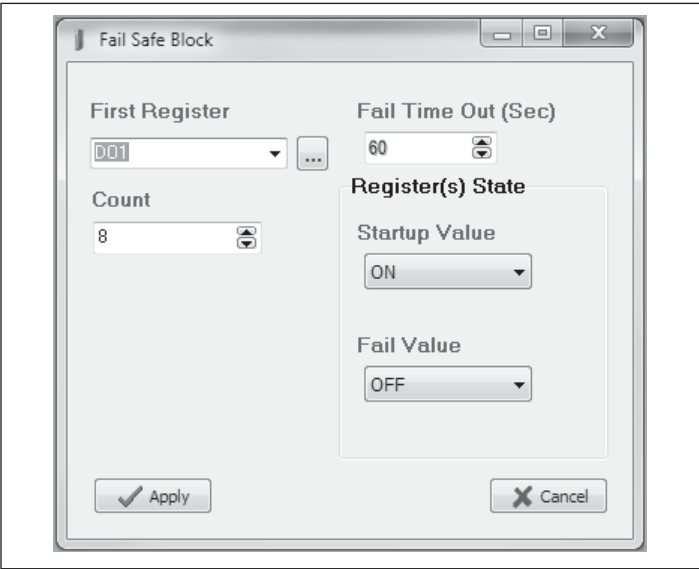 Fail Safe Block
First Register
DO1
...
Count
8
Fail Time Out (Sec)
60
Register(s) State
Startup Value
ON
Fail Value
OFF
Apply
Cancel